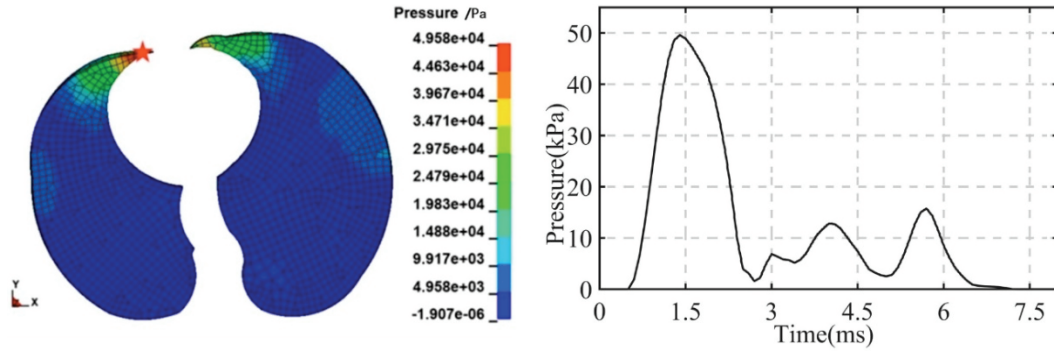 Pressure /Pa
4.958e+04
4.463e+04
3.967e+04
3.471e+04
2.975e+04
2.479e+04
1.983e+04
1.488e+04
9.917e+03
4.958e+03
-1.907e-06
Y
X
Pressure(kPa)
50
40
30
20
10
0
0 1.5 3 4.5 6 7.5
Time(ms)